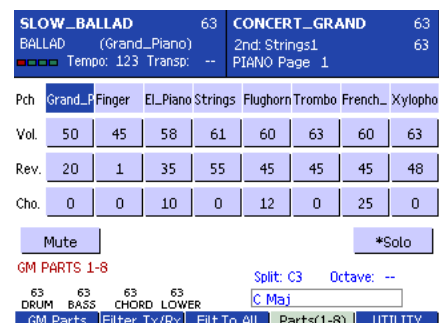 SLOW_BALLAD 63 CONCERT_GRAND 63
BALLAD (Grand_Piano) 2nd: Strings1 63
Tempo: 123 Transp: -- PIANO Page 1
Pch Grand_P Finger El_Piano Strings Flughorn Trombo French_ Xylopho
Vol. 50 45 58 61 60 63 60 63
Rev. 20 1 35 55 45 45 45 48
Cho. 0 0 10 0 12 0 25 0
Mute *Solo
GM PARTS 1-8
Split: C3 Octave: --
63 63 63 63
DRUM BASS CHORD LOWER
C Maj
GM Parts Filter Tx/Rx Filt To All Parts(1-8) UTILITY